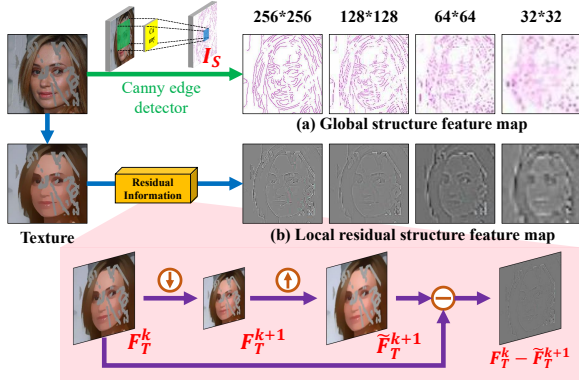 256*256 128*128 64*64 32*32
I_S
Canny edge
detector
(a) Global structure feature map
Residual
Information
Texture
(b) Local residual structure feature map
F_T^k
F_T^{k+1}
F̃_T^{k+1}
F_T^k − F̃_T^{k+1}